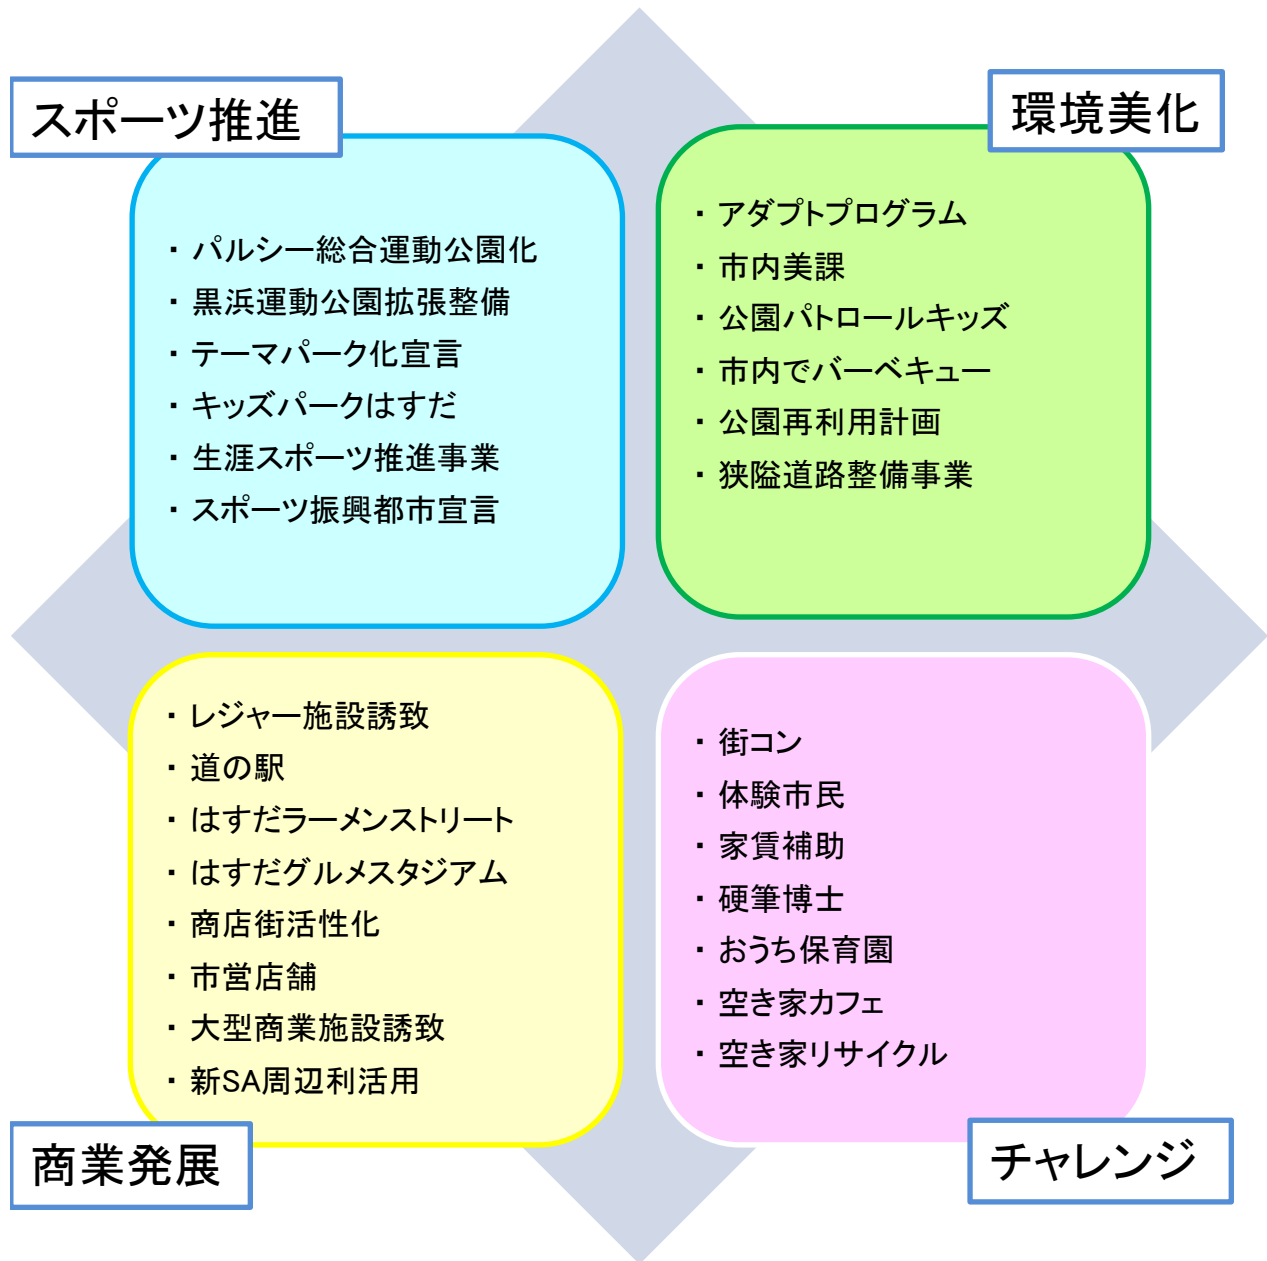 スポーツ推進
・パルシー総合運動公園化
・黒浜運動公園拡張整備
・テーマパーク化宣言
・キッズパークはすだ
・生涯スポーツ推進事業
・スポーツ振興都市宣言
環境美化
・アダプトプログラム
・市内美課
・公園パトロールキッズ
・市内でバーベキュー
・公園再利用計画
・狭隘道路整備事業
・レジャー施設誘致
・道の駅
・はすだラーメンストリート
・はすだグルメスタジアム
・商店街活性化
・市営店舗
・大型商業施設誘致
・新SA周辺利活用
商業発展
・街コン
・体験市民
・家賃補助
・硬筆博士
・おうち保育園
・空き家カフェ
・空き家リサイクル
チャレンジ